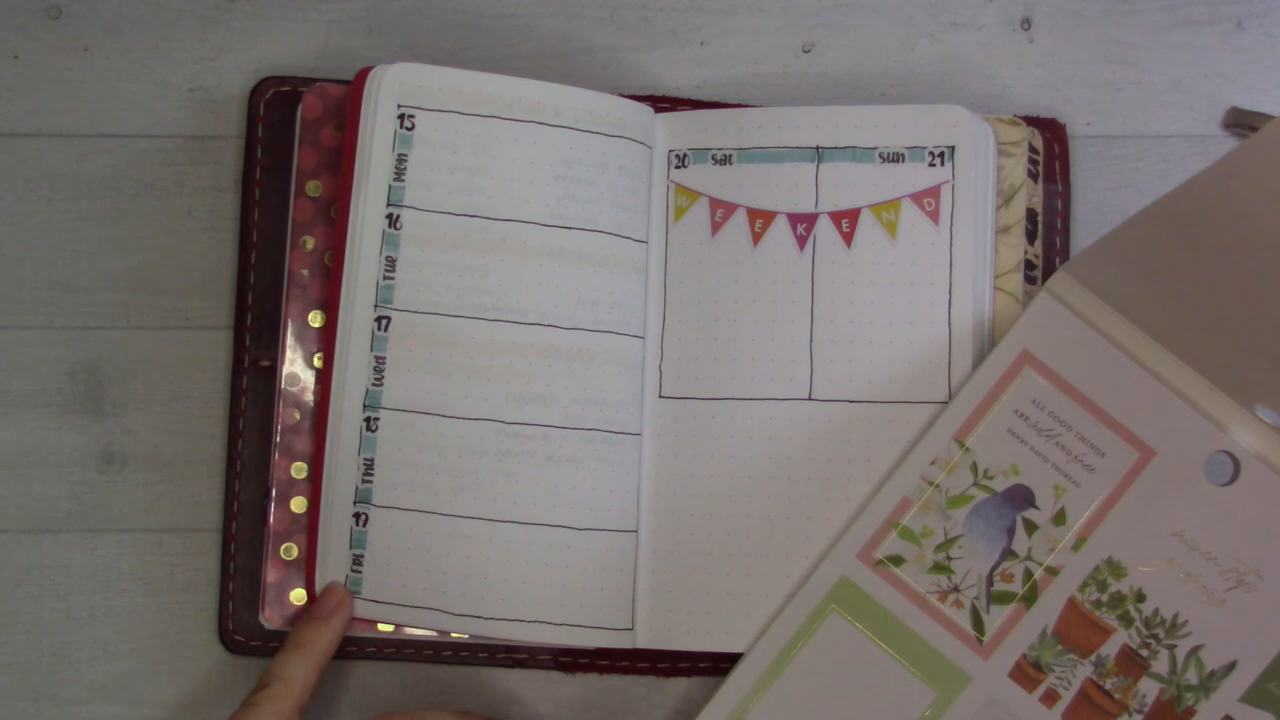 15
Mon
16
Tue
17
Wed
18
Thu
19
FRI
20 sat sun 21
WEEKEND
ALL GOOD THINGS
ARE wild AND free
HENRY DAVID THOREAU